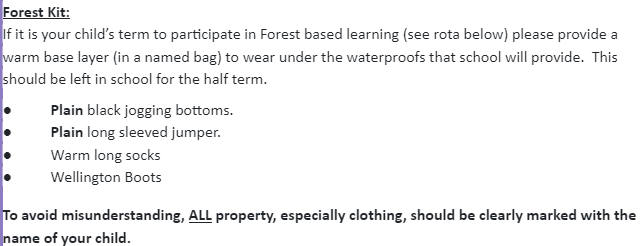 Forest Kit:
If it is your child's term to participate in Forest based learning (see rota below) please provide a
warm base layer (in a named bag) to wear under the waterproofs that school will provide.  This
should be left in school for the half term.
● Plain black jogging bottoms.
● Plain long sleeved jumper.
● Warm long socks
● Wellington Boots
To avoid misunderstanding, ALL property, especially clothing, should be clearly marked with the
name of your child.